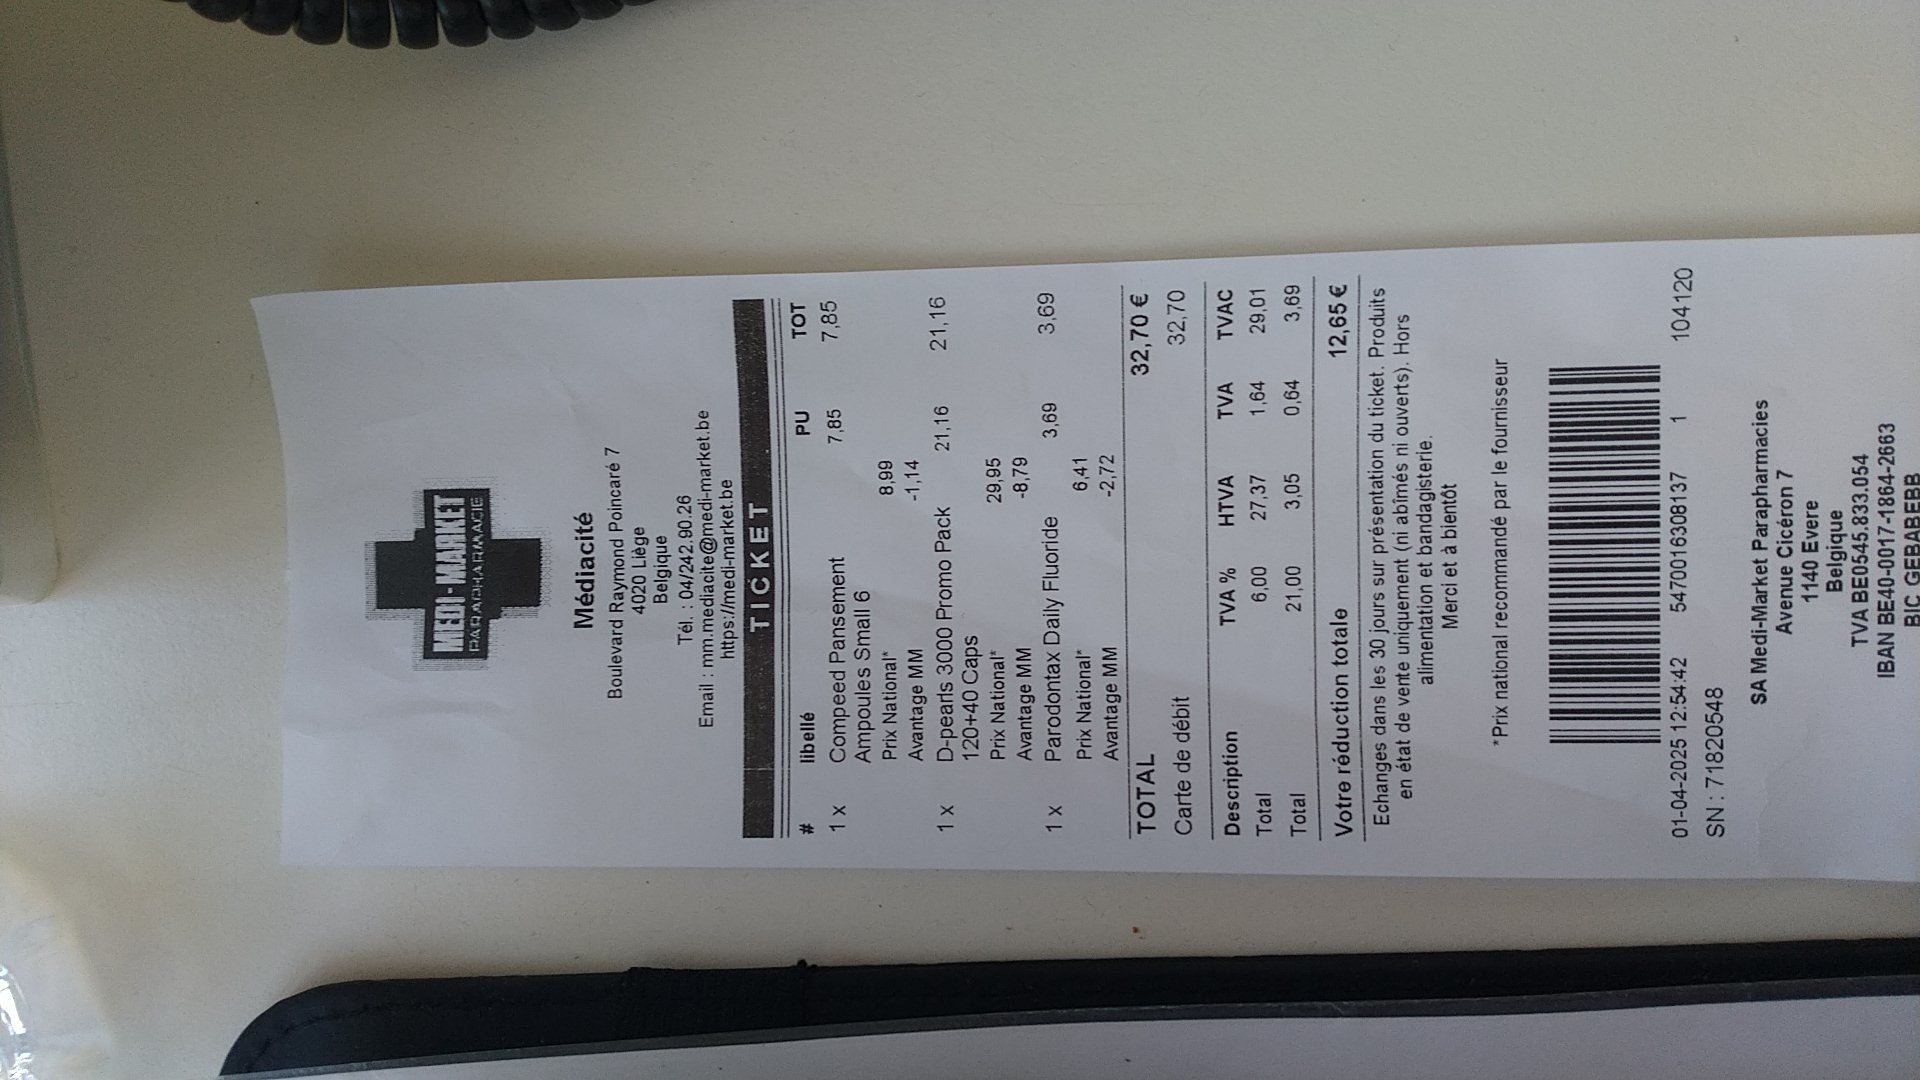 MEDI-MARKET
PARAPHARMACIE
Médiacité
Boulevard Raymond Poincaré 7
4020 Liège
Belgique
Tél. : 04/242.90.26
Email : mm.mediacite@medi-market.be
https://medi-market.be
TICKET
# libellé PU TOT
1 x Compeed Pansement 7,85 7,85
Ampoules Small 6
Prix National* 8,99
Avantage MM -1,14
1 x D-pearls 3000 Promo Pack 21,16 21,16
120+40 Caps
Prix National* 29,95
Avantage MM -8,79
1 x Parodontax Daily Fluoride 3,69 3,69
Prix National* 6,41
Avantage MM -2,72
TOTAL 32,70 €
Carte de débit 32,70
Description TVA % HTVA TVA TVAC
Total 6,00 27,37 1,64 29,01
Total 21,00 3,05 0,64 3,69
Votre réduction totale 12,65 €
Echanges dans les 30 jours sur présentation du ticket. Produits
en état de vente uniquement (ni abîmés ni ouverts). Hors
alimentation et bandagisterie.
Merci et à bientôt
*Prix national recommandé par le fournisseur
01-04-2025 12:54:42 5470016308137 1 104120
SN : 71820548
SA Medi-Market Parapharmacies
Avenue Cicéron 7
1140 Evere
Belgique
TVA BE0545.833.054
IBAN BE40-0017-1864-2663
BIC GEBABEBB